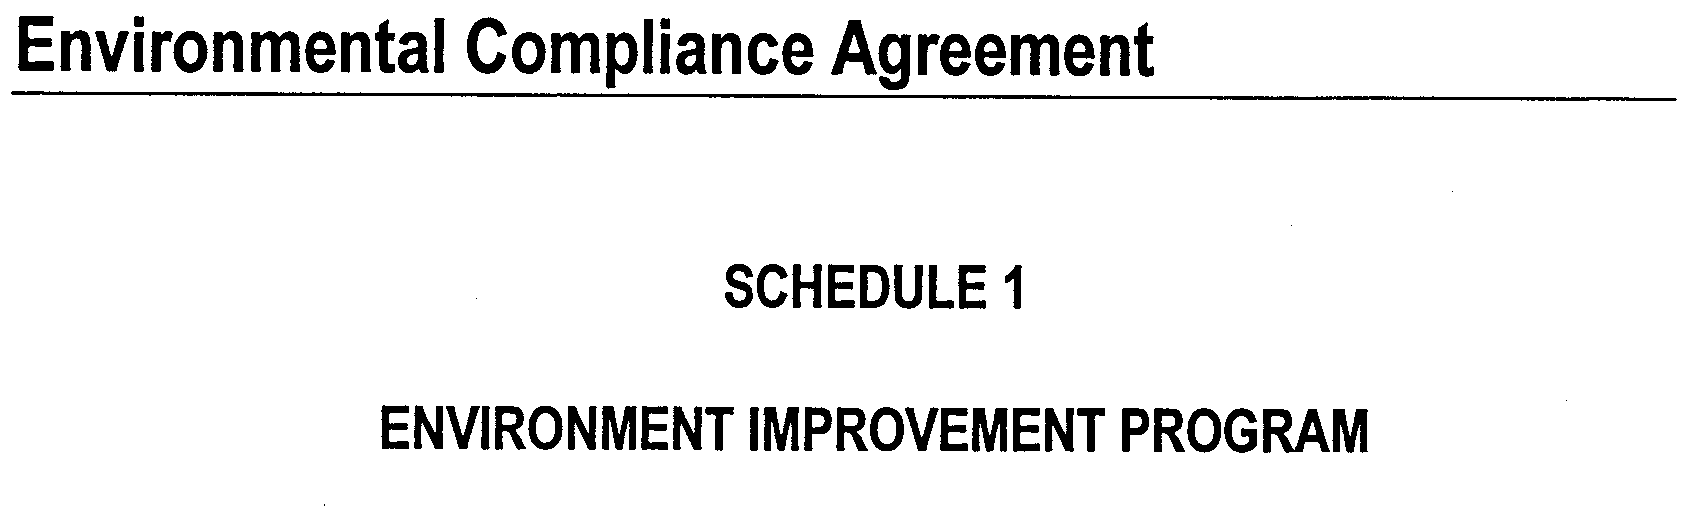 Environmental Compliance Agreement
SCHEDULE 1
ENVIRONMENT IMPROVEMENT PROGRAM